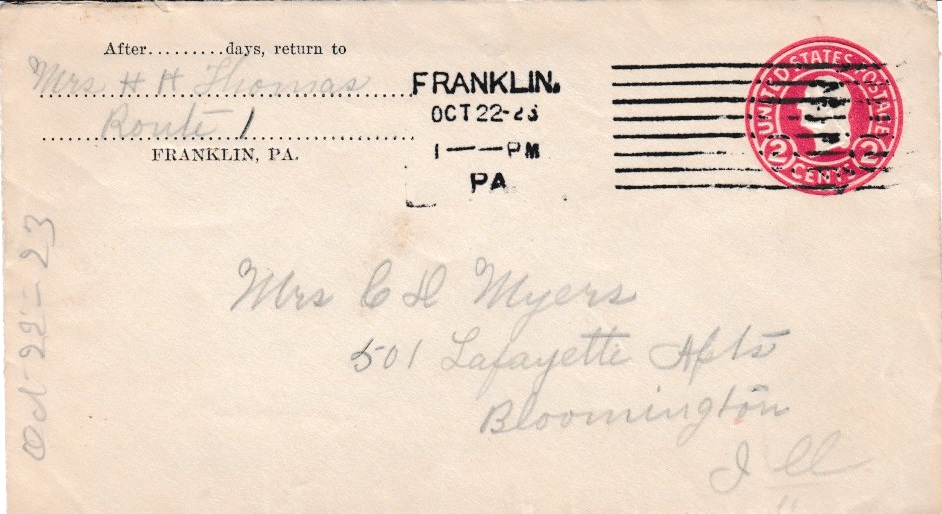 After.........days, return to
Mrs H H Thomas
Route 1
FRANKLIN, PA.
FRANKLIN.
OCT 22-23
1 — PM
PA
UNITED STATES POSTAGE
2 CENTS 2
Mrs C D Myers
501 Lafayette Apts
Bloomington
Ill
Oct-22-23